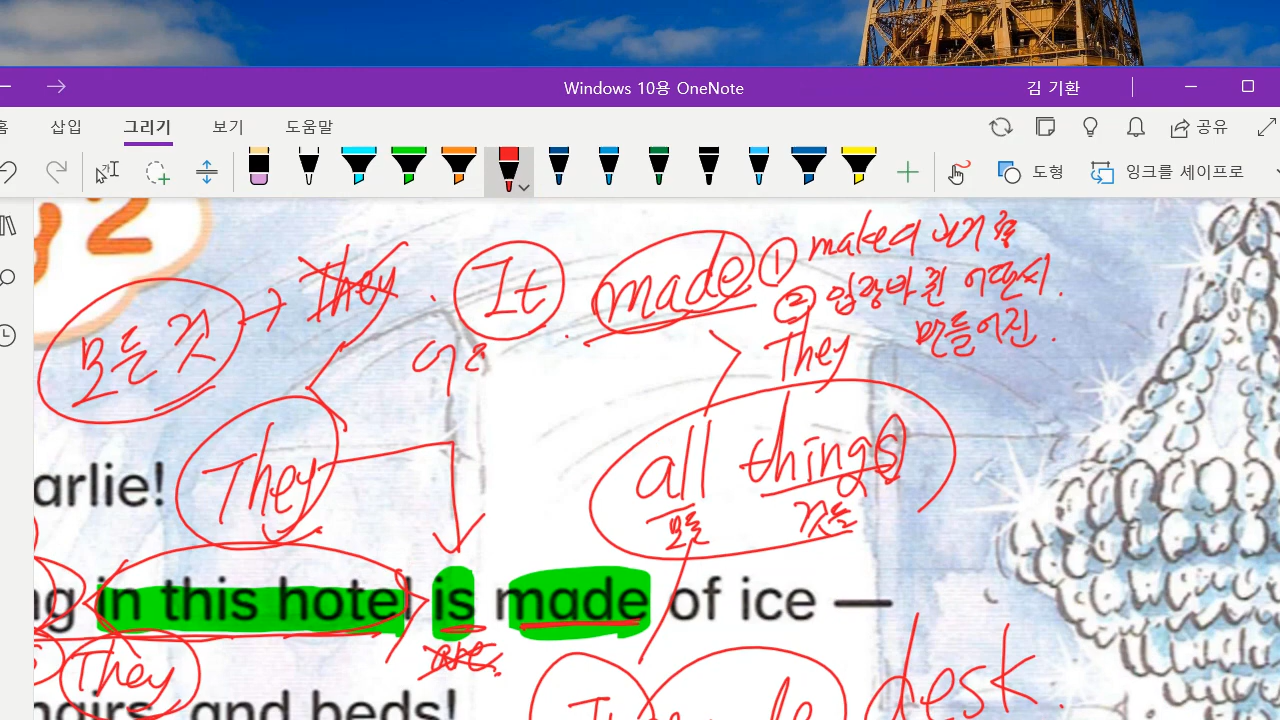 Windows 10용 OneNote
김 기환
홈 삽입 그리기 보기 도움말
공유
도형
잉크를 셰이프로
g 2
모든 것 → They . It made ① make의 과거형
② 입장바뀐 어떤씨.
만들어진.
They
They
all things
모든 것들
arlie!
ng in this hotel is made of ice —
are.
They
hairs, and beds!
desk.